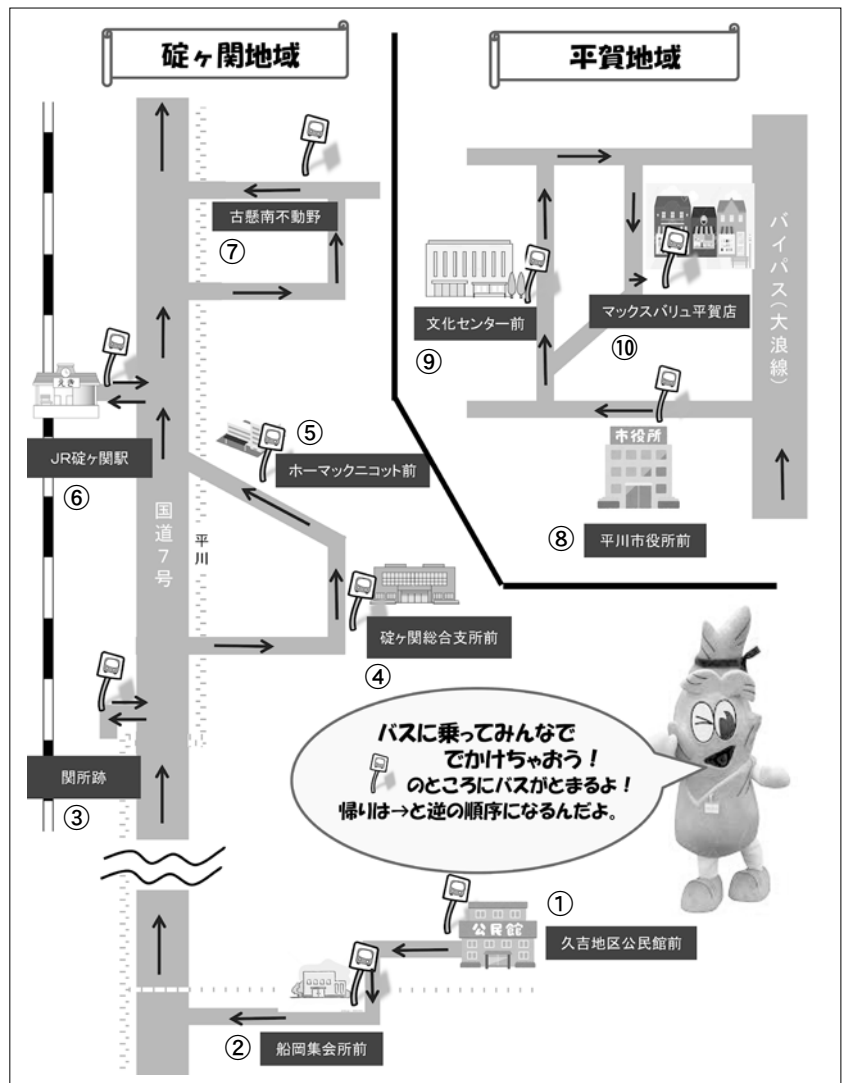 碇ヶ関地域
平賀地域
古懸南不動野
⑦
えき
JR碇ヶ関駅
⑥
⑤
ホーマックニコット前
国道7号
平川
碇ヶ関総合支所前
④
関所跡
③
①
公民館
久吉地区公民館前
②
船岡集会所前
文化センター前
⑨
マックスバリュ平賀店
⑩
バイパス(大浪線)
市役所
⑧
平川市役所前
バスに乗ってみんなで
でかけちゃおう！
のところにバスがとまるよ！
帰りは→と逆の順序になるんだよ。